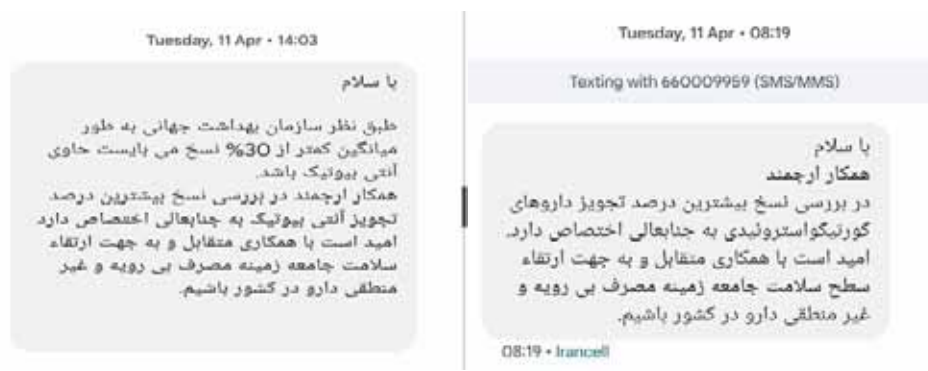 Tuesday, 11 Apr • 14:03
با سلام
طبق نظر سازمان بهداشت جهانی به طور
میانگین کمتر از 30% نسخ می بایست حاوی
آنتی بیوتیک باشد.
همکار ارجمند در بررسی نسخ بیشترین درصد
تجویز آنتی بیوتیک به جنابعالی اختصاص دارد
امید است با همکاری متقابل و به جهت ارتقاء
سلامت جامعه زمینه مصرف بی رویه و غیر
منطقی دارو در کشور باشیم.
Tuesday, 11 Apr • 08:19
Texting with 660009959 (SMS/MMS)
با سلام
همکار ارجمند
در بررسی نسخ بیشترین درصد تجویز داروهای
کورتیگواستروئیدی به جنابعالی اختصاص دارد.
امید است با همکاری متقابل و به جهت ارتقاء
سطح سلامت جامعه زمینه مصرف بی رویه و
غیر منطقی دارو در کشور باشیم.
08:19 • Irancell